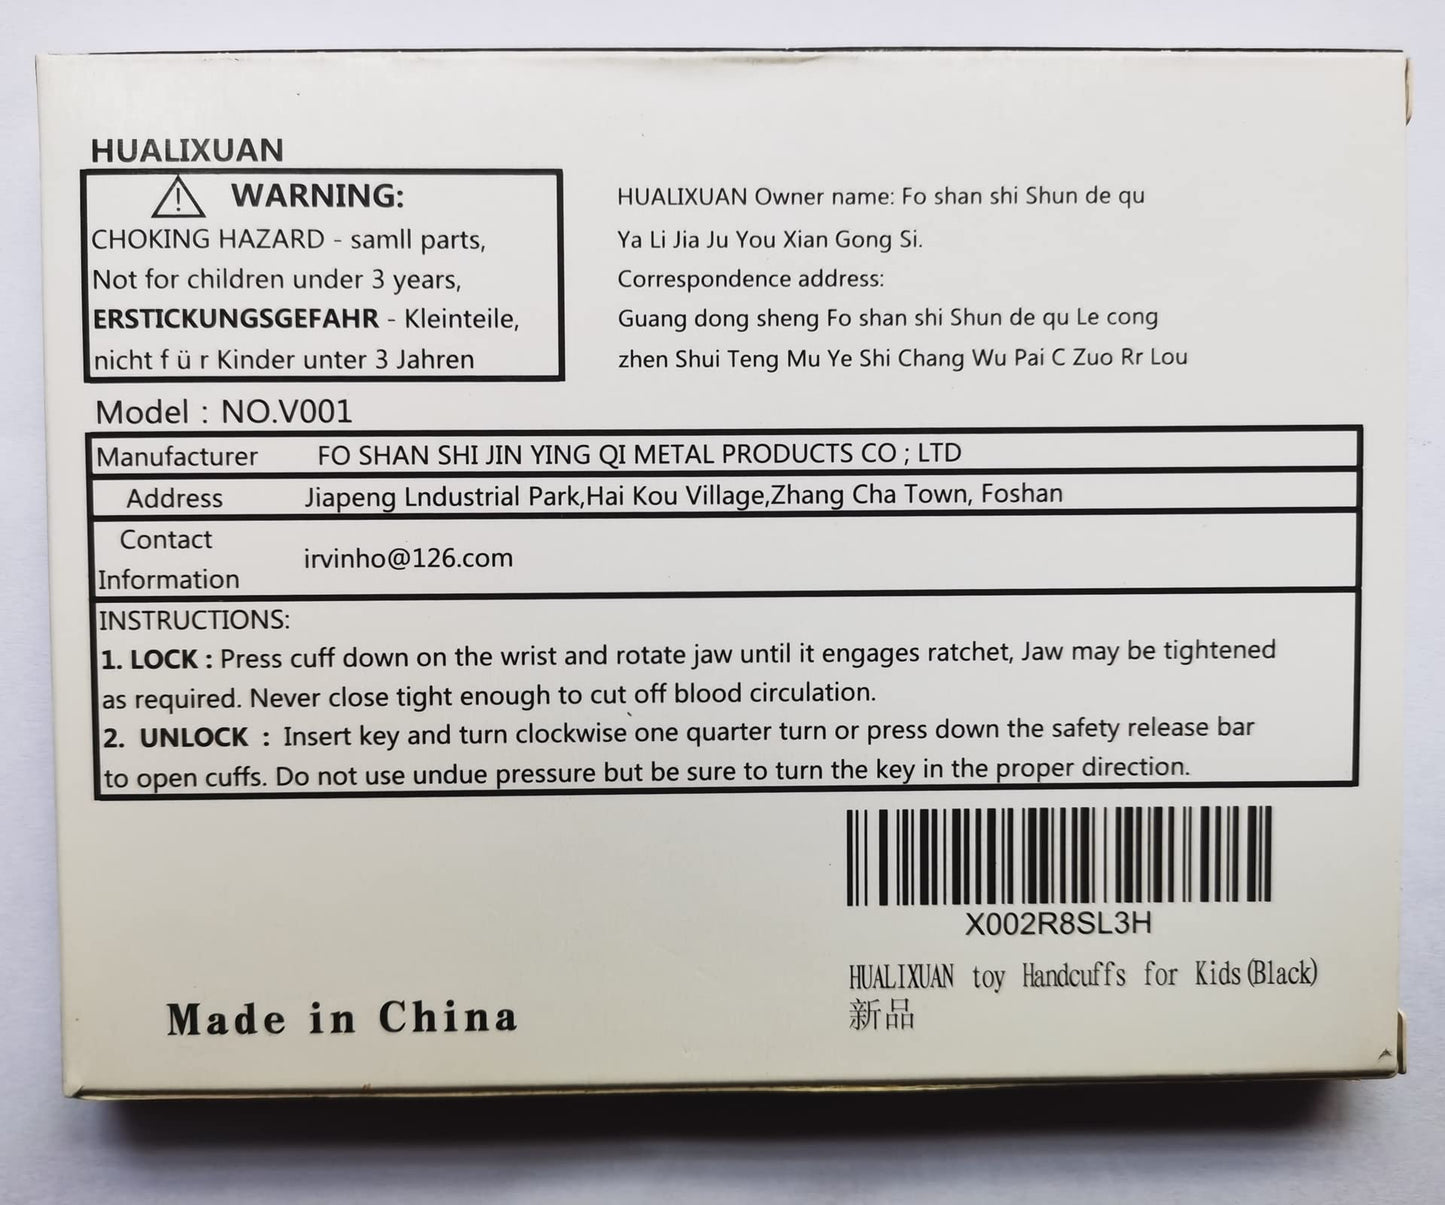 HUALIXUAN
WARNING:
CHOKING HAZARD - samll parts,
Not for children under 3 years,
ERSTICKUNGSGEFAHR - Kleinteile,
nicht f ü r Kinder unter 3 Jahren
HUALIXUAN Owner name: Fo shan shi Shun de qu
Ya Li Jia Ju You Xian Gong Si.
Correspondence address:
Guang dong sheng Fo shan shi Shun de qu Le cong
zhen Shui Teng Mu Ye Shi Chang Wu Pai C Zuo Rr Lou
Model : NO.V001
Manufacturer FO SHAN SHI JIN YING QI METAL PRODUCTS CO ; LTD
Address Jiapeng Lndustrial Park,Hai Kou Village,Zhang Cha Town, Foshan
Contact
Information
irvinho@126.com
INSTRUCTIONS:
1. LOCK : Press cuff down on the wrist and rotate jaw until it engages ratchet, Jaw may be tightened
as required. Never close tight enough to cut off blood circulation.
2. UNLOCK : Insert key and turn clockwise one quarter turn or press down the safety release bar
to open cuffs. Do not use undue pressure but be sure to turn the key in the proper direction.
X002R8SL3H
HUALIXUAN toy Handcuffs for Kids(Black)
新品
Made in China